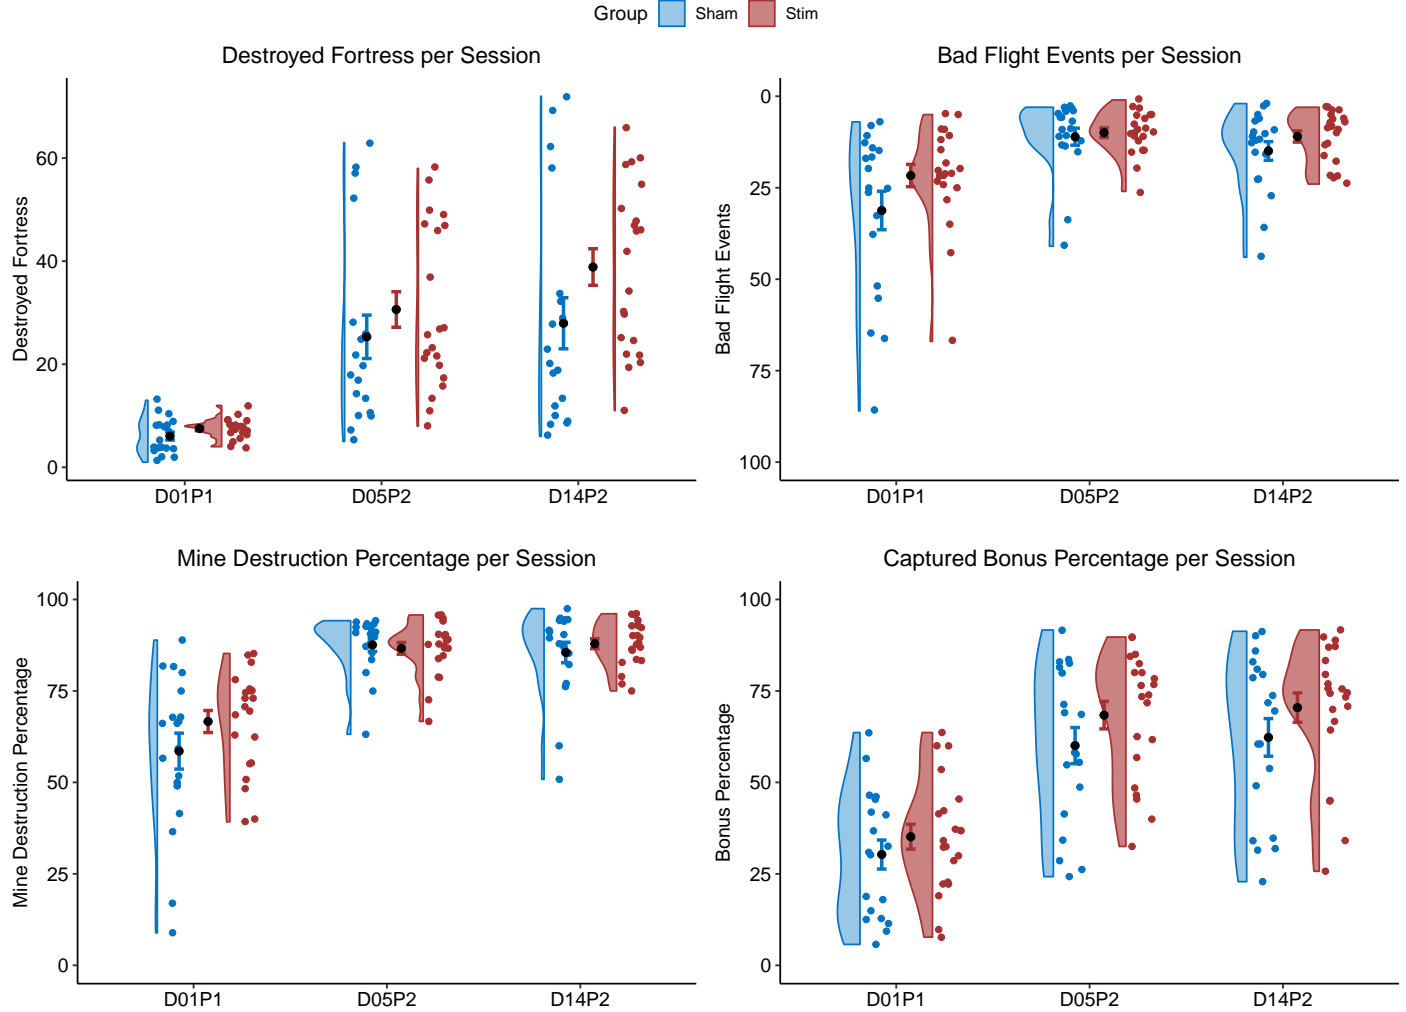 Group Sham Stim
Destroyed Fortress per Session
Destroyed Fortress
60
40
20
0
D01P1 D05P2 D14P2
Bad Flight Events per Session
Bad Flight Events
0
25
50
75
100
D01P1 D05P2 D14P2
Mine Destruction Percentage per Session
Mine Destruction Percentage
100
75
50
25
0
D01P1 D05P2 D14P2
Captured Bonus Percentage per Session
Bonus Percentage
100
75
50
25
0
D01P1 D05P2 D14P2